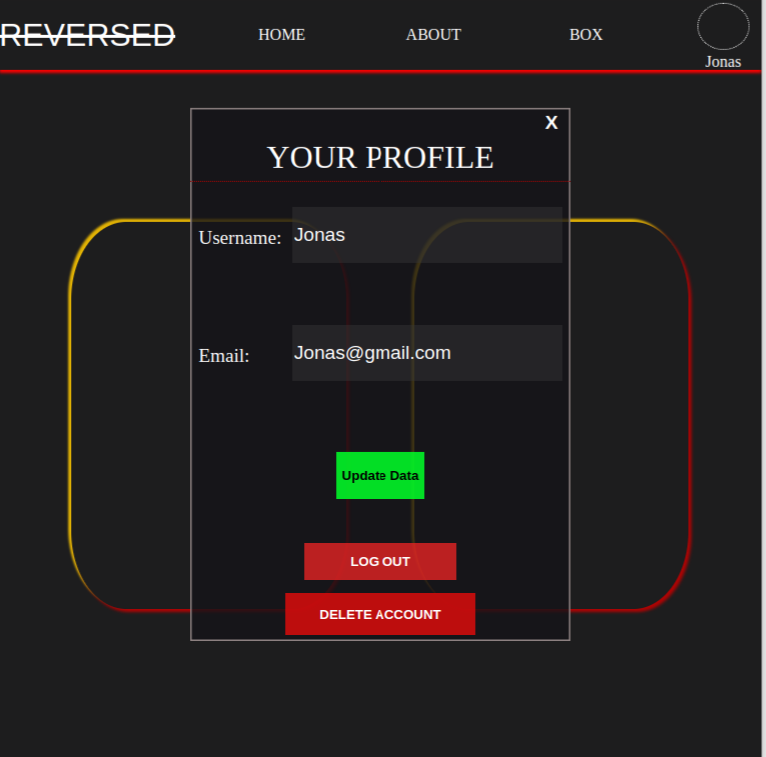 REVERSED HOME ABOUT BOX
Jonas
X
YOUR PROFILE
Username: Jonas
Email: Jonas@gmail.com
Update Data
LOG OUT
DELETE ACCOUNT